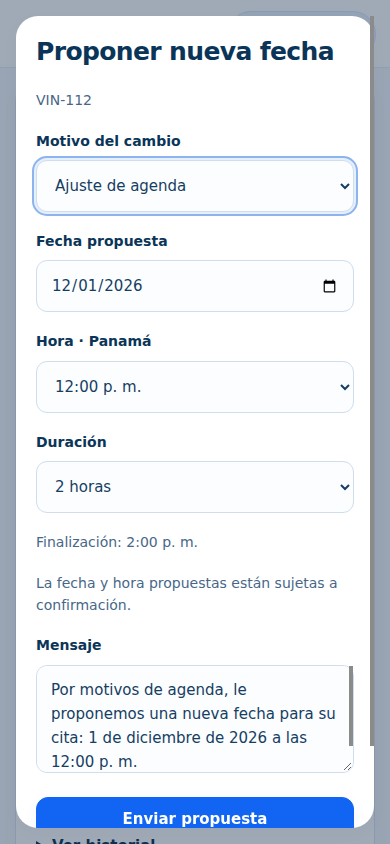 Proponer nueva fecha
VIN-112
Motivo del cambio
Ajuste de agenda
Fecha propuesta
12/01/2026
Hora · Panamá
12:00 p. m.
Duración
2 horas
Finalización: 2:00 p. m.
La fecha y hora propuestas están sujetas a
confirmación.
Mensaje
Por motivos de agenda, le
proponemos una nueva fecha para su
cita: 1 de diciembre de 2026 a las
12:00 p. m.
Enviar propuesta
Ver historial